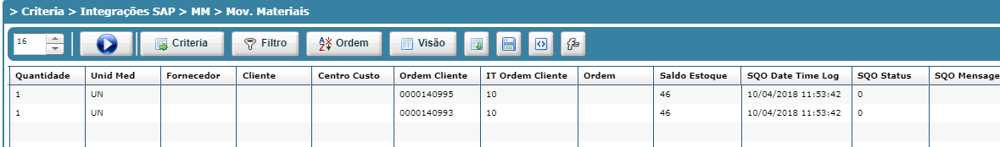 > Criteria > Integrações SAP > MM > Mov. Materiais
16 Criteria Filtro Ordem Visão
Quantidade Unid Med Fornecedor Cliente Centro Custo Ordem Cliente IT Ordem Cliente Ordem Saldo Estoque SQO Date Time Log SQO Status SQO Mensage
1 UN 0000140995 10 46 10/04/2018 11:53:42 0
1 UN 0000140993 10 46 10/04/2018 11:53:42 0